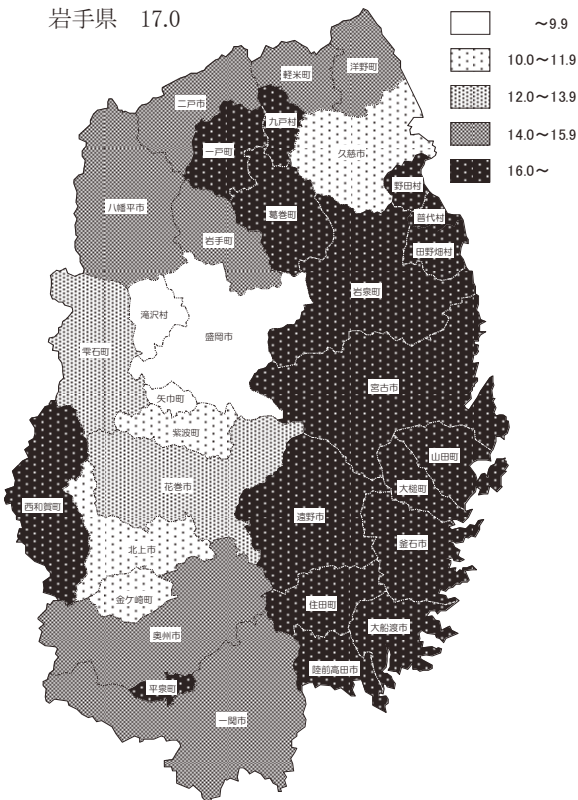 岩手県 17.0
～9.9
10.0～11.9
12.0～13.9
14.0～15.9
16.0～
洋野町
軽米町
二戸市
九戸村
一戸町
久慈市
野田村
普代村
八幡平市
葛巻町
岩手町
田野畑村
岩泉町
滝沢村
盛岡市
雫石町
宮古市
矢巾町
紫波町
山田町
花巻市
大槌町
西和賀町
遠野市
釜石市
北上市
金ケ崎町
住田町
大船渡市
奥州市
陸前高田市
平泉町
一関市